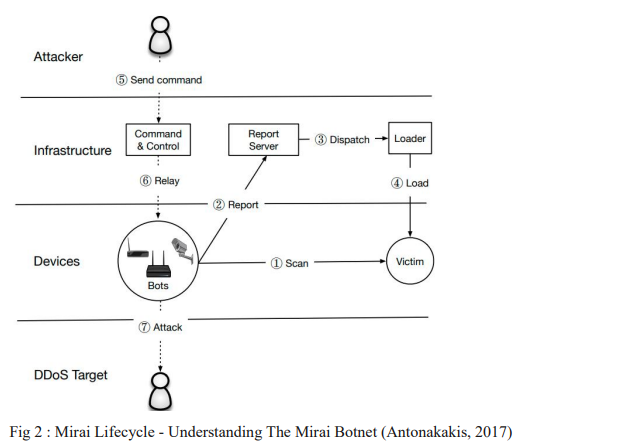 Attacker
⑤ Send command
Infrastructure
Command
& Control
Report
Server
③ Dispatch
Loader
⑥ Relay
④ Load
② Report
Devices
Bots
① Scan
Victim
⑦ Attack
DDoS Target
Fig 2 : Mirai Lifecycle - Understanding The Mirai Botnet (Antonakakis, 2017)